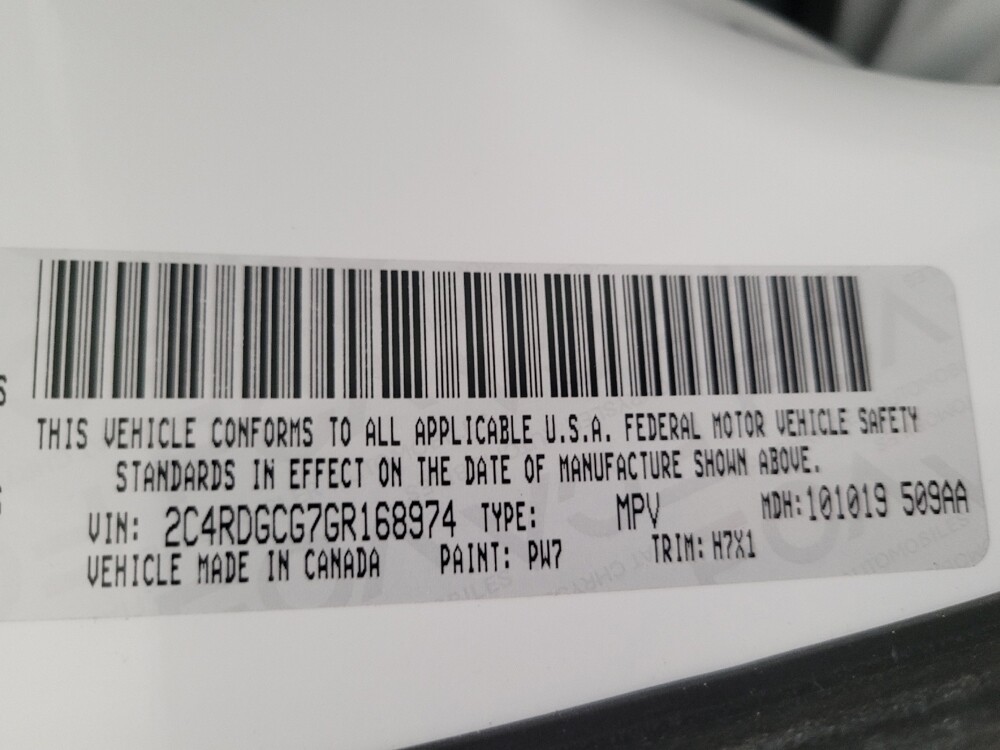 THIS VEHICLE CONFORMS TO ALL APPLICABLE U.S.A. FEDERAL MOTOR VEHICLE SAFETY
STANDARDS IN EFFECT ON THE DATE OF MANUFACTURE SHOWN ABOVE.
VIN: 2C4RDGCG7GR168974 TYPE: MPV MDH:101019 509AA
VEHICLE MADE IN CANADA PAINT: PW7 TRIM: H7X1